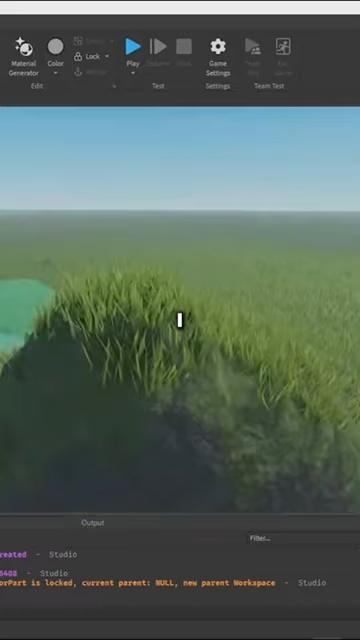 Material
Generator
Color
Lock
Play
Game
Settings
Edit
Test
Settings
Team Test
I
Output
Filter...
reated - Studio
6408 - Studio
orPart is locked, current parent: NULL, new parent Workspace - Studio